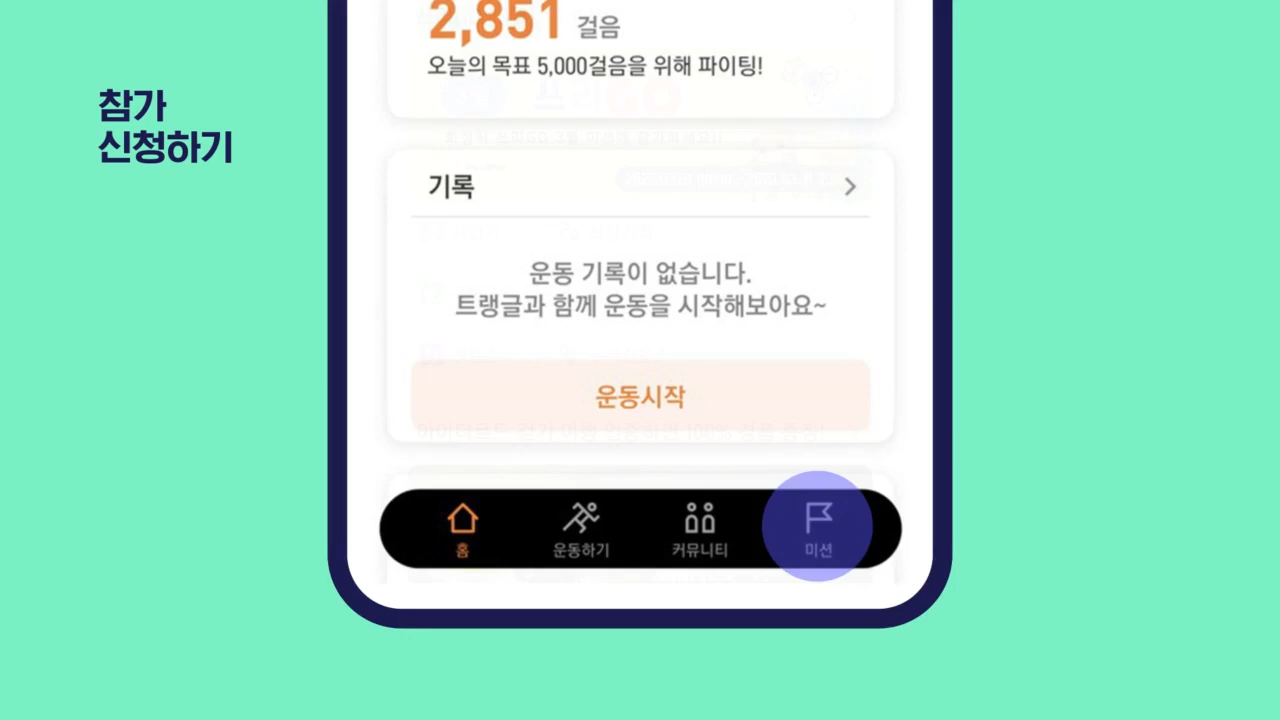 참가
신청하기
2,851 걸음
오늘의 목표 5,000걸음을 위해 파이팅!
기록
운동 기록이 없습니다.
트랭글과 함께 운동을 시작해보아요~
운동시작
홈
운동하기
커뮤니티
미션